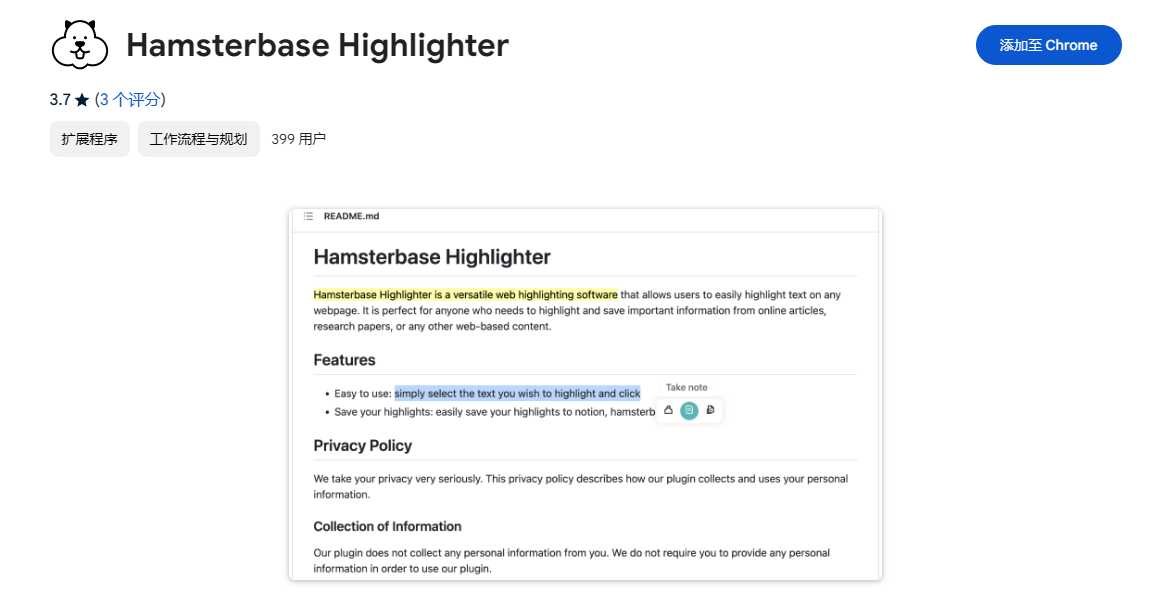 Hamsterbase Highlighter
添加至 Chrome
3.7 ★ (3 个评分)
扩展程序 工作流程与规划 399 用户
README.md
Hamsterbase Highlighter
Hamsterbase Highlighter is a versatile web highlighting software that allows users to easily highlight text on any
webpage. It is perfect for anyone who needs to highlight and save important information from online articles,
research papers, or any other web-based content.
Features
• Easy to use: simply select the text you wish to highlight and click
Take note
• Save your highlights: easily save your highlights to notion, hamsterb
Privacy Policy
We take your privacy very seriously. This privacy policy describes how our plugin collects and uses your personal
information.
Collection of Information
Our plugin does not collect any personal information from you. We do not require you to provide any personal
information in order to use our plugin.